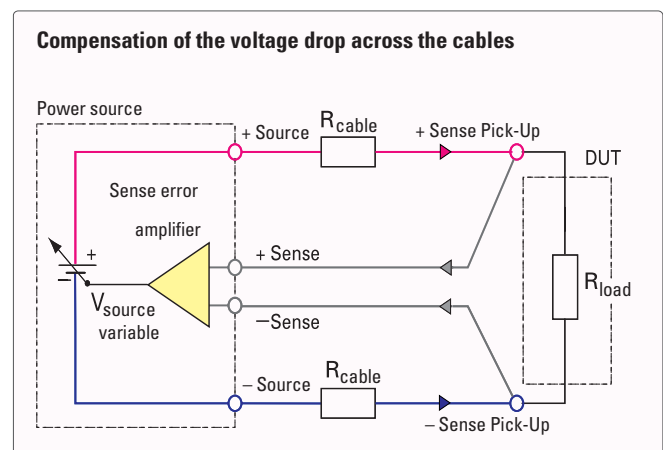 Compensation of the voltage drop across the cables
Power source
+ Source
Rcable
+ Sense Pick-Up
DUT
Sense error
amplifier
+ Sense
+
–
Vsource
variable
Rload
–Sense
– Source
Rcable
– Sense Pick-Up